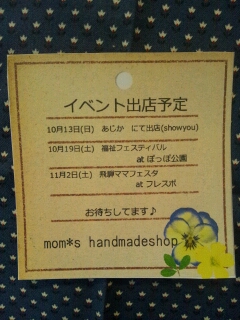 イベント出店予定
10月13日(日)　あじか　にて出店(showyou)
10月19日(土)　福祉フェスティバル
at ぽっぽ公園
11月2日(土)　飛騨ママフェスタ
at フレスポ
お待ちしてます♪
mom*s handmadeshop